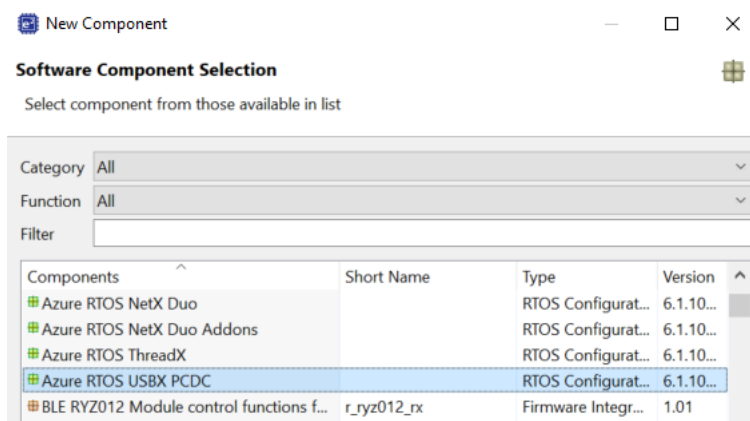 New Component
Software Component Selection
Select component from those available in list
Category All
Function All
Filter
Components Short Name Type Version
Azure RTOS NetX Duo RTOS Configurat... 6.1.10...
Azure RTOS NetX Duo Addons RTOS Configurat... 6.1.10...
Azure RTOS ThreadX RTOS Configurat... 6.1.10...
Azure RTOS USBX PCDC RTOS Configurat... 6.1.10...
BLE RYZ012 Module control functions f... r_ryz012_rx Firmware Integr... 1.01